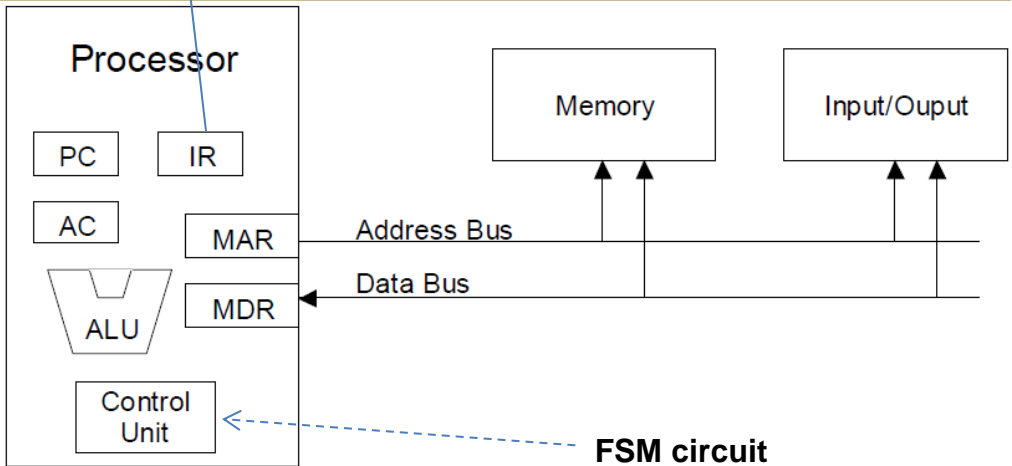 Processor
Memory
Input/Ouput
PC
IR
AC
MAR
Address Bus
MDR
Data Bus
ALU
Control
Unit
FSM circuit